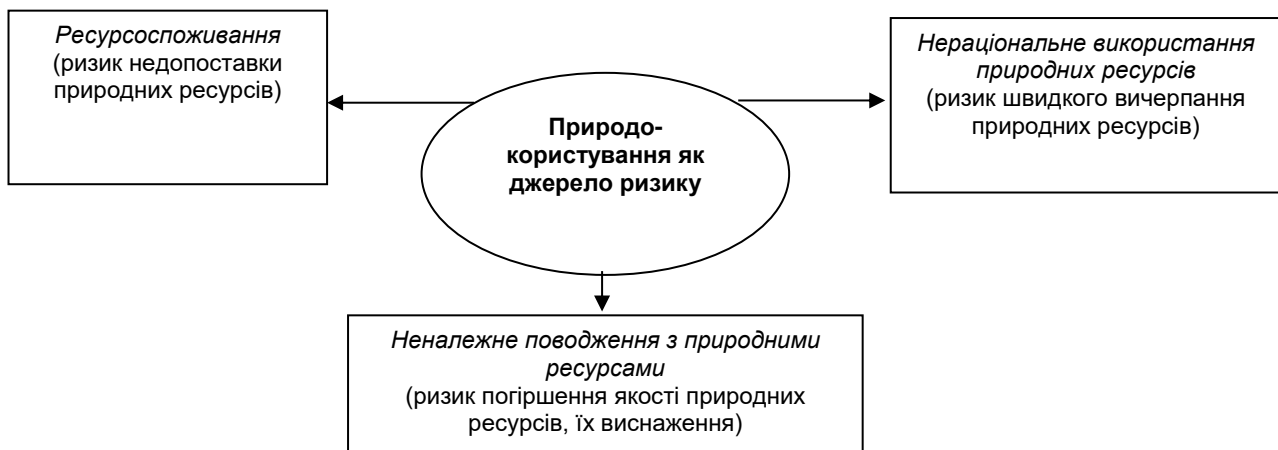 Ресурсоспоживання
(ризик недопоставки
природних ресурсів)
Нераціональне використання
природних ресурсів
(ризик швидкого вичерпання
природних ресурсів)
Природо-
користування як
джерело ризику
Неналежне поводження з природними
ресурсами
(ризик погіршення якості природних
ресурсів, їх виснаження)